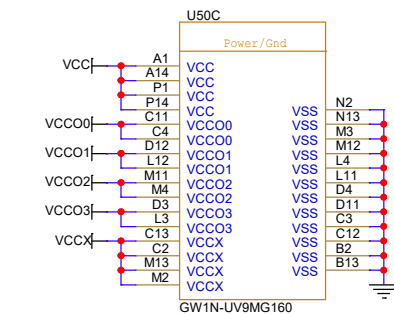 U50C
Power/Gnd
VCC A1 VCC
A14 VCC
P1 VCC
P14 VCC VSS N2
VCCO0 C11 VCCO0 VSS N13
C4 VCCO0 VSS M3
VCCO1 D12 VCCO1 VSS M12
L12 VCCO1 VSS L4
VCCO2 M11 VCCO2 VSS L11
M4 VCCO2 VSS D4
VCCO3 D3 VCCO3 VSS D11
L3 VCCO3 VSS C3
VCCX C13 VCCX VSS C12
C2 VCCX VSS B2
M13 VCCX VSS B13
M2 VCCX
GW1N-UV9MG160